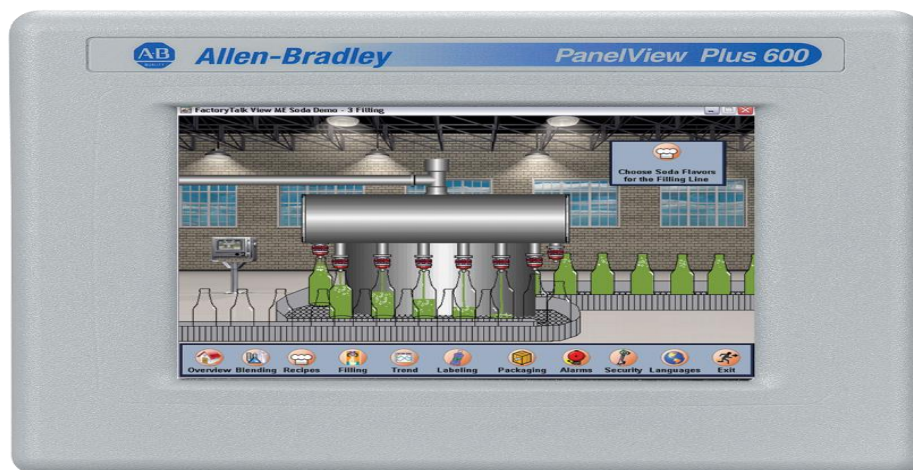 AB
QUALITY
Allen-Bradley
PanelView Plus 600
FactoryTalk View ME Soda Demo - 3 Filling
Choose Soda Flavors
for the Filling Line
Overview Blending Recipes Filling Trend Labeling Packaging Alarms Security Languages Exit